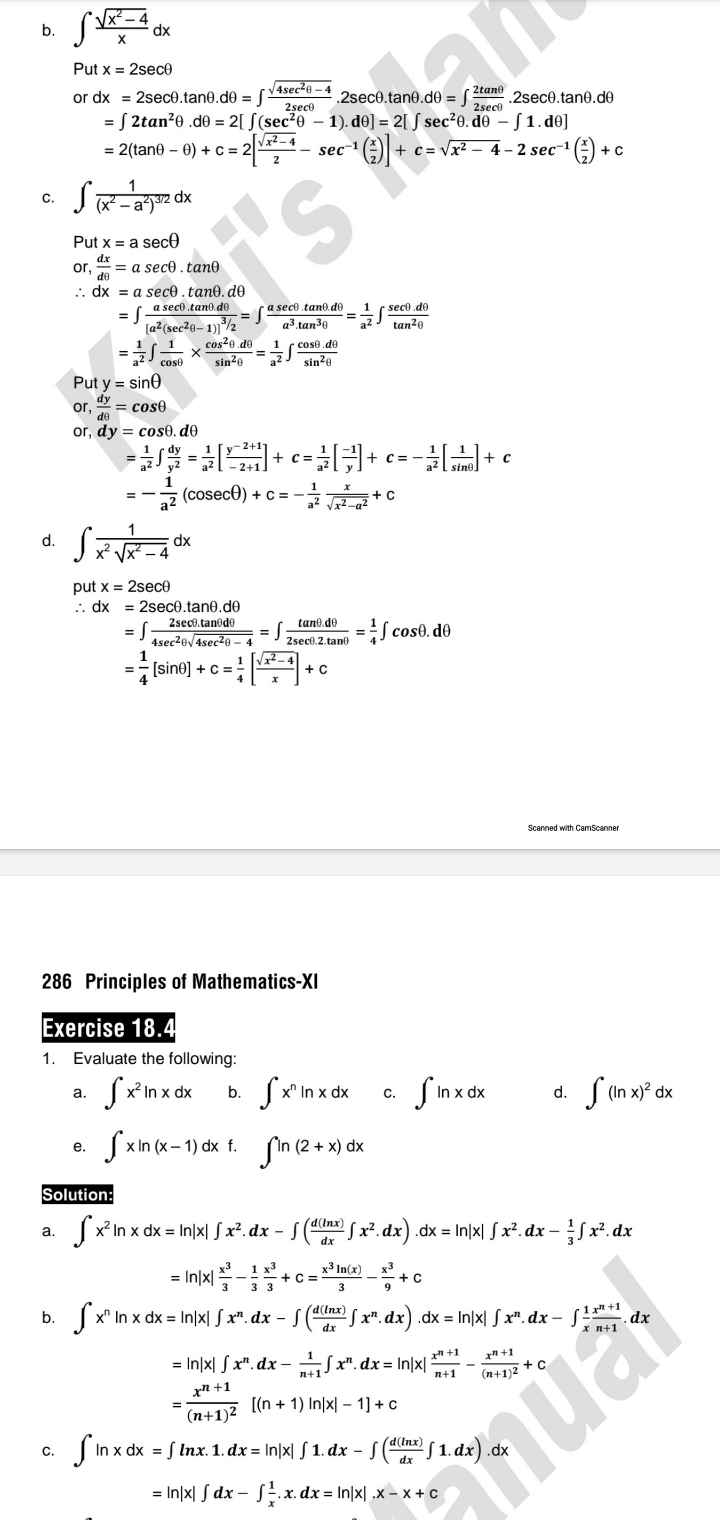 b. ∫ √(x² – 4)/x dx
Put x = 2secθ
or dx = 2secθ.tanθ.dθ = ∫ √(4sec²θ – 4)/2secθ .2secθ.tanθ.dθ = ∫ 2tanθ/2secθ .2secθ.tanθ.dθ
= ∫ 2tan²θ .dθ = 2[ ∫(sec²θ – 1). dθ] = 2[ ∫ sec²θ. dθ – ∫ 1. dθ]
= 2(tanθ – θ) + c = 2[√(x² – 4)/2 – sec⁻¹ (x/2)] + c = √(x² – 4) – 2 sec⁻¹ (x/2) + c
c. ∫ 1/(x² – a²)^3/2 dx
Put x = a secθ
or, dx/dθ = a secθ . tanθ
∴ dx = a secθ . tanθ. dθ
= ∫ a secθ .tanθ.dθ/[a²(sec²θ– 1)]^3/2 = ∫ a secθ .tanθ.dθ/a³.tan³θ = 1/a² ∫ secθ .dθ/tan²θ
= 1/a² ∫ 1/cosθ × cos²θ .dθ/sin²θ = 1/a² ∫ cosθ .dθ/sin²θ
Put y = sinθ
or, dy/dθ = cosθ
or, dy = cosθ. dθ
= 1/a² ∫ dy/y² = 1/a² [y^(– 2+1)/(– 2+1)] + c = 1/a² [–1/y] + c = – 1/a² [1/sinθ] + c
= – 1/a² (cosecθ) + c = – 1/a² x/√(x²–a²) + c
d. ∫ 1/(x² √(x² – 4)) dx
put x = 2secθ
∴ dx = 2secθ.tanθ.dθ
= ∫ 2secθ.tanθdθ/(4sec²θ√(4sec²θ – 4)) = ∫ tanθ.dθ/(2secθ.2.tanθ) = 1/4 ∫ cosθ. dθ
= 1/4 [sinθ] + c = 1/4 [√(x² – 4)/x] + c
Scanned with CamScanner
286 Principles of Mathematics-XI
Exercise 18.4
1. Evaluate the following:
a. ∫ x² ln x dx b. ∫ xⁿ ln x dx c. ∫ ln x dx d. ∫ (ln x)² dx
e. ∫ x ln (x – 1) dx f. ∫ ln (2 + x) dx
Solution:
a. ∫ x² ln x dx = ln|x| ∫ x². dx – ∫ (d(lnx)/dx ∫ x². dx) .dx = ln|x| ∫ x². dx – 1/3 ∫ x². dx
= ln|x| x³/3 – 1/3 x³/3 + c = x³ ln(x)/3 – x³/9 + c
b. ∫ xⁿ ln x dx = ln|x| ∫ xⁿ. dx – ∫ (d(lnx)/dx ∫ xⁿ. dx) .dx = ln|x| ∫ xⁿ. dx – ∫ 1/x xⁿ⁺¹/(n+1) . dx
= ln|x| ∫ xⁿ. dx – 1/(n+1) ∫ xⁿ. dx = ln|x| xⁿ⁺¹/(n+1) – xⁿ⁺¹/(n+1)² + c
= xⁿ⁺¹/(n+1)² [(n + 1) ln|x| – 1] + c
c. ∫ ln x dx = ∫ lnx. 1. dx = ln|x| ∫ 1. dx – ∫ (d(lnx)/dx ∫ 1. dx) .dx
= ln|x| ∫ dx – ∫ 1/x . x. dx = ln|x| .x – x + c
Kriti's Manual